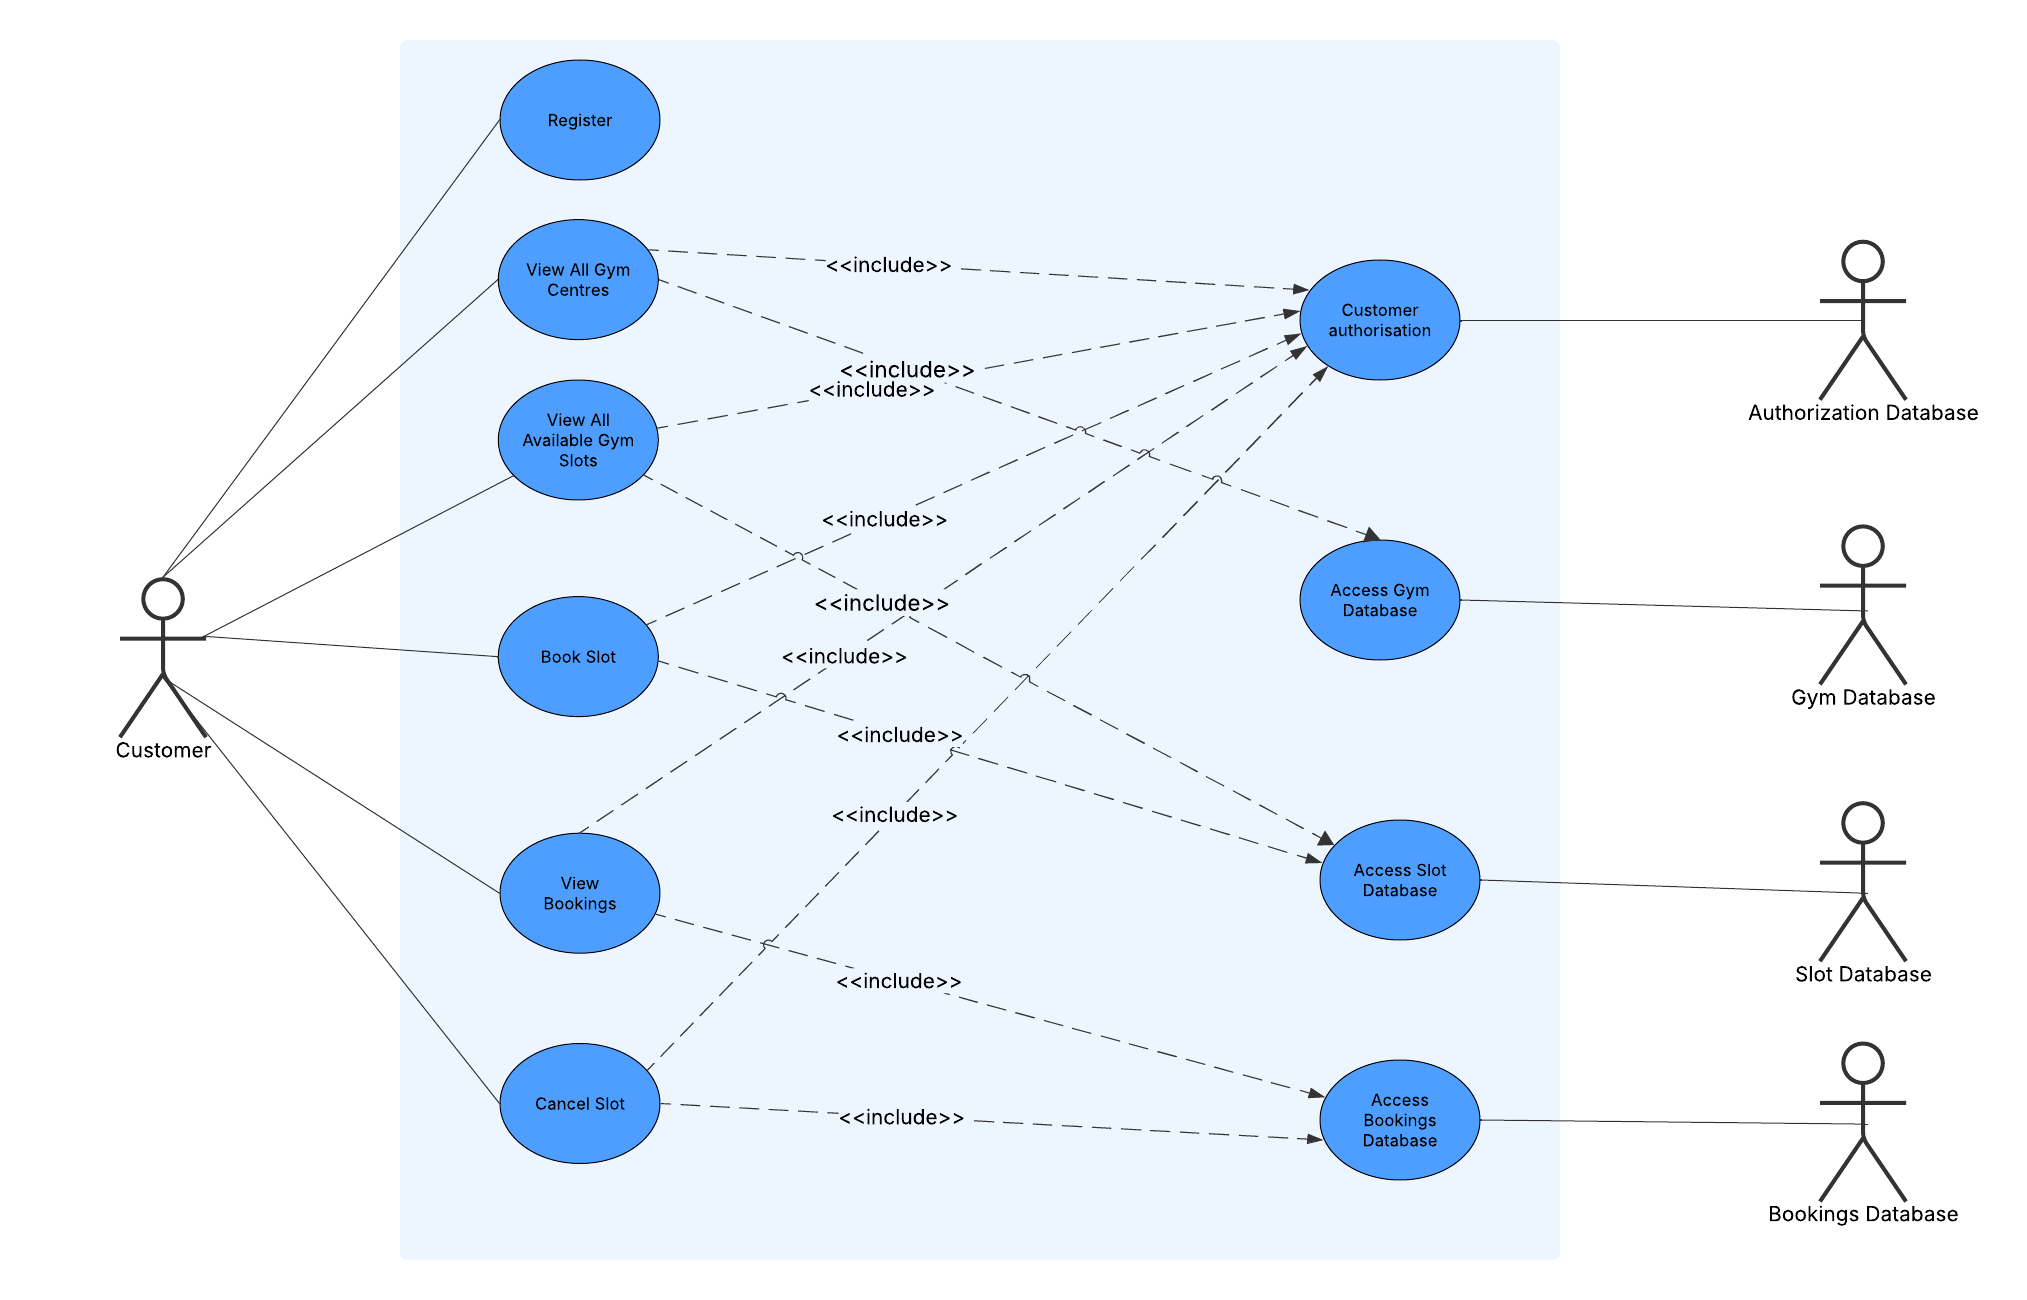 Register
View All Gym
Centres
<<include>>
Customer
authorisation
<<include>>
<<include>>
View All
Available Gym
Slots
Authorization Database
<<include>>
Access Gym
Database
<<include>>
Book Slot
<<include>>
Gym Database
<<include>>
Customer
<<include>>
Access Slot
Database
View
Bookings
<<include>>
Slot Database
Cancel Slot
<<include>>
Access
Bookings
Database
Bookings Database